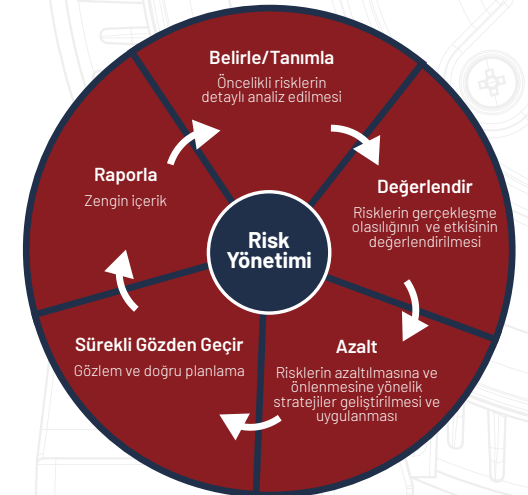 Belirle/Tanımla
Öncelikli risklerin
detaylı analiz edilmesi
Değerlendir
Risklerin gerçekleşme
olasılığının ve etkisinin
değerlendirilmesi
Azalt
Risklerin azaltılmasına ve
önlenmesine yönelik
stratejiler geliştirilmesi ve
uygulanması
Sürekli Gözden Geçir
Gözlem ve doğru planlama
Raporla
Zengin içerik
Risk
Yönetimi